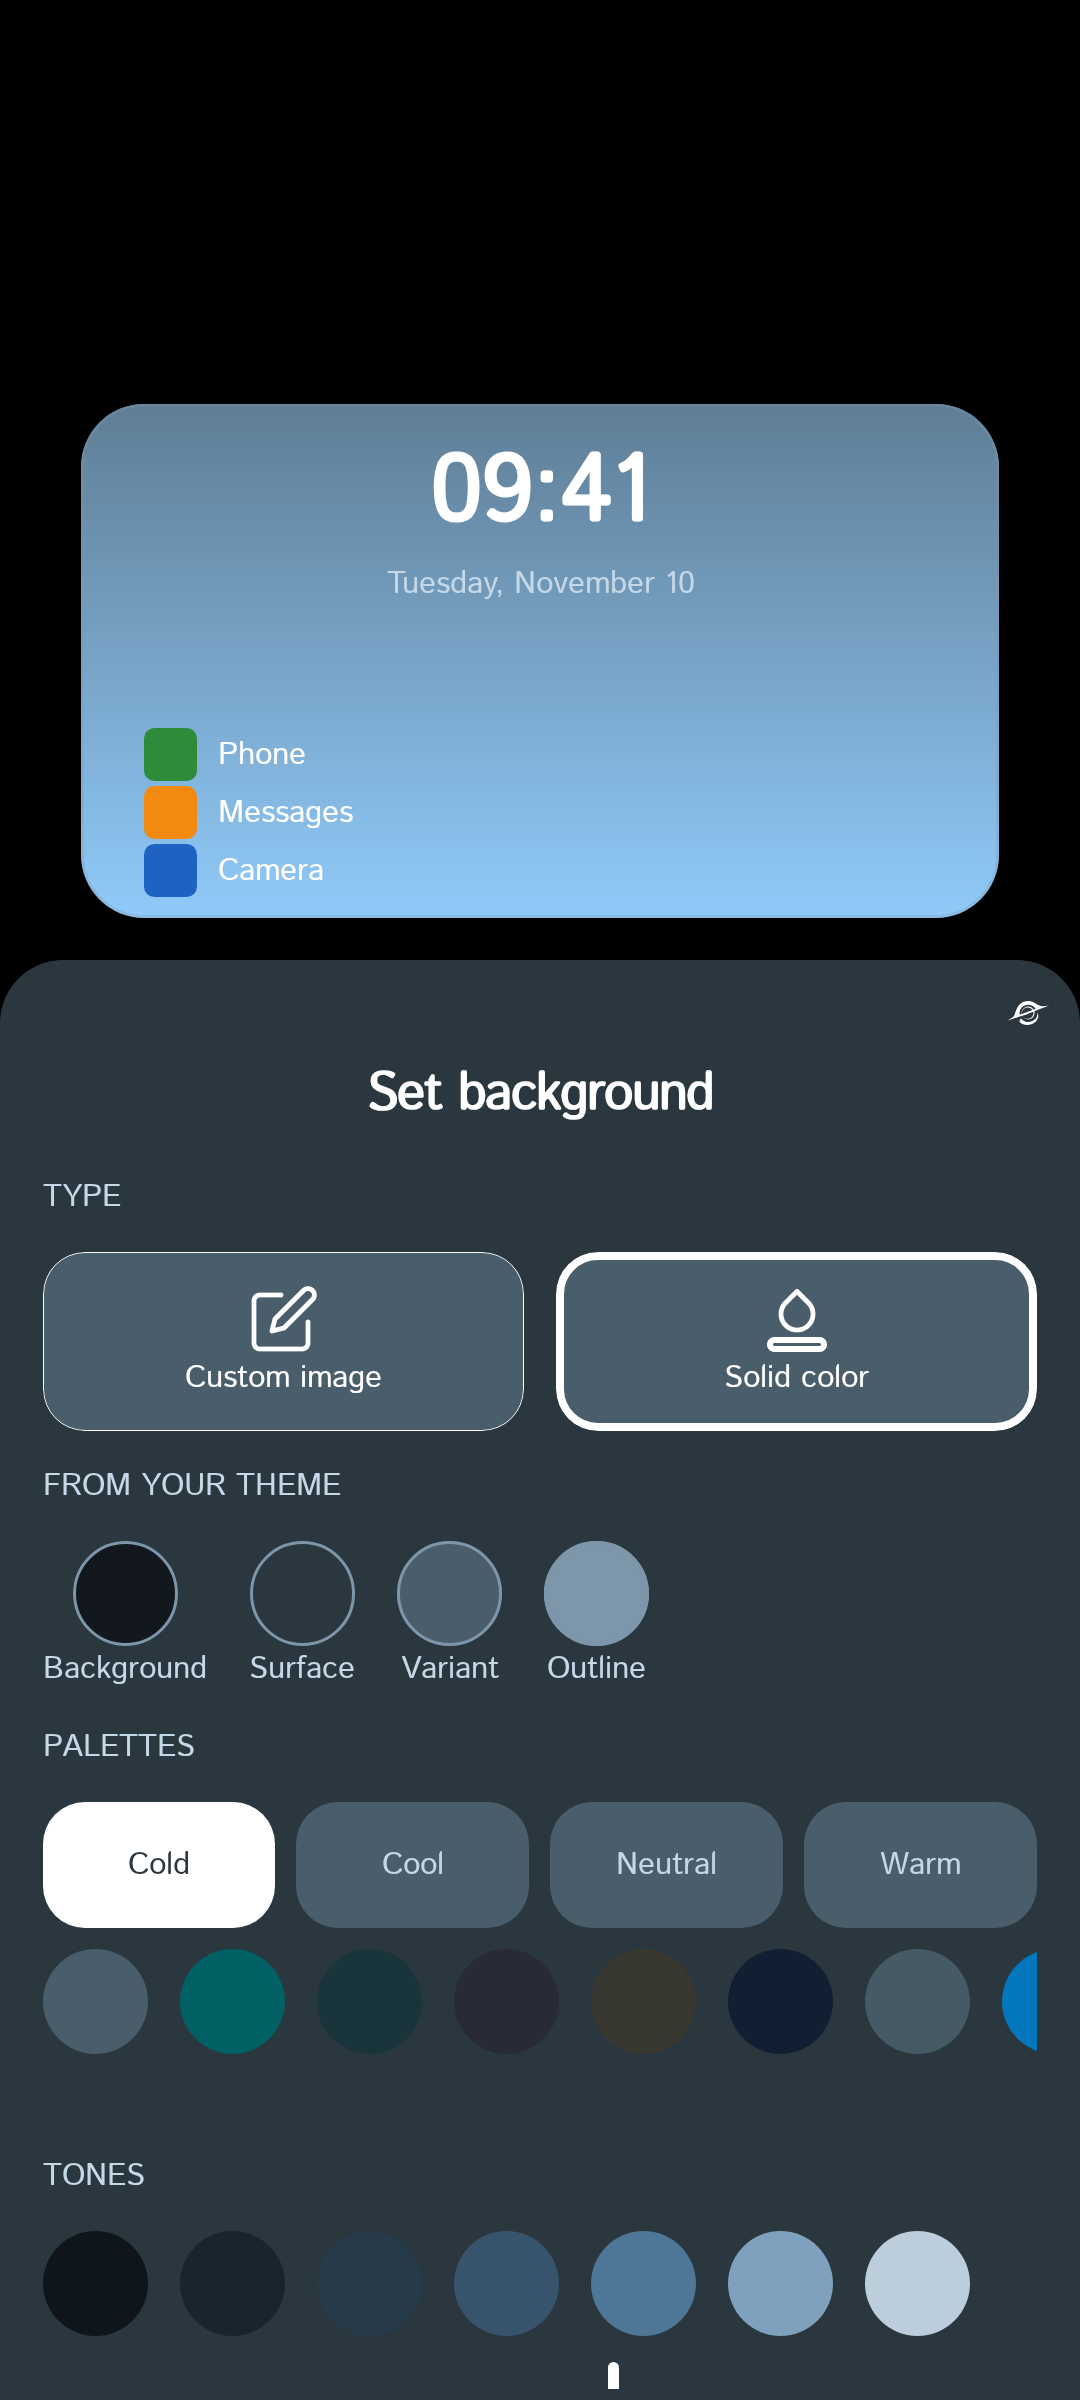 09:41
Tuesday, November 10
Phone
Messages
Camera
Set background
TYPE
Custom image
Solid color
FROM YOUR THEME
Background
Surface
Variant
Outline
PALETTES
Cold
Cool
Neutral
Warm
TONES